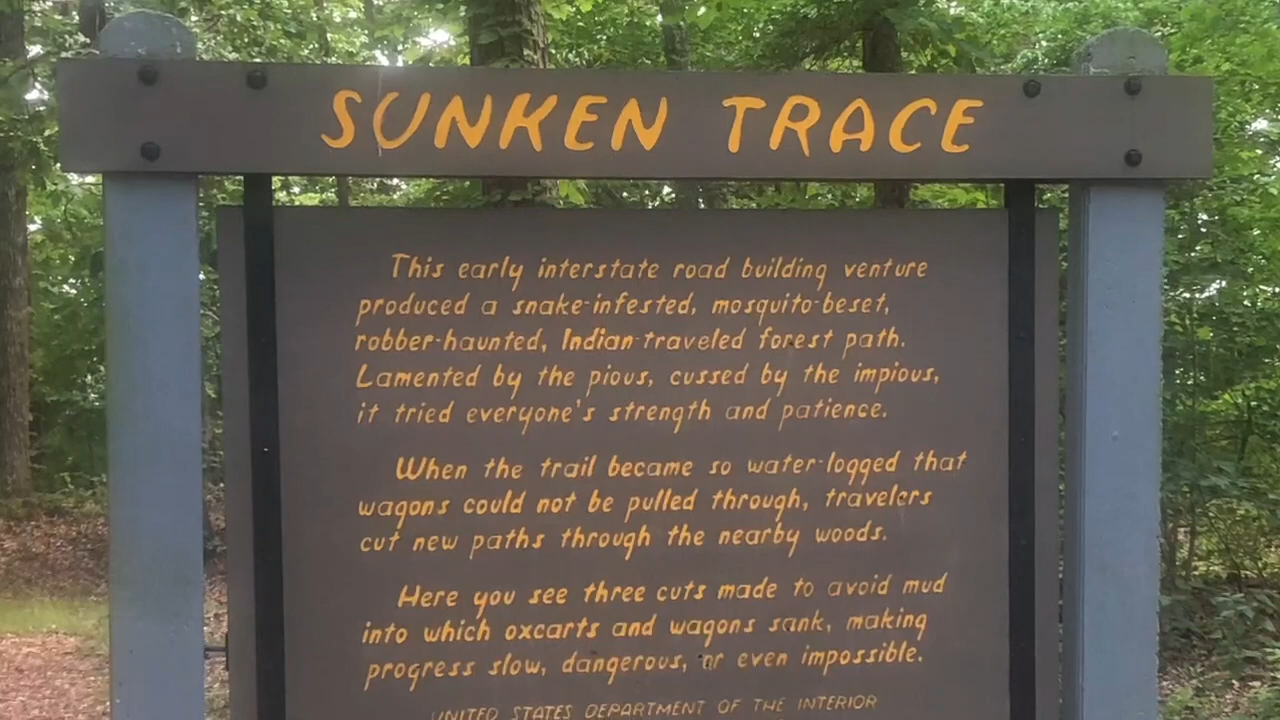 SUNKEN TRACE
This early interstate road building venture
produced a snake-infested, mosquito-beset,
robber-haunted, Indian-traveled forest path.
Lamented by the pious, cussed by the impious,
it tried everyone's strength and patience.
When the trail became so water-logged that
wagons could not be pulled through, travelers
cut new paths through the nearby woods.
Here you see three cuts made to avoid mud
into which oxcarts and wagons sank, making
progress slow, dangerous, or even impossible.
UNITED STATES DEPARTMENT OF THE INTERIOR